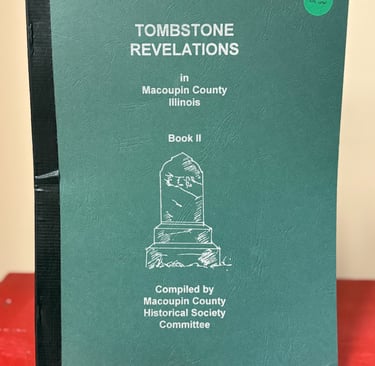 TOMBSTONE
REVELATIONS
in
Macoupin County
Illinois
Book II
Compiled by
Macoupin County
Historical Society
Committee